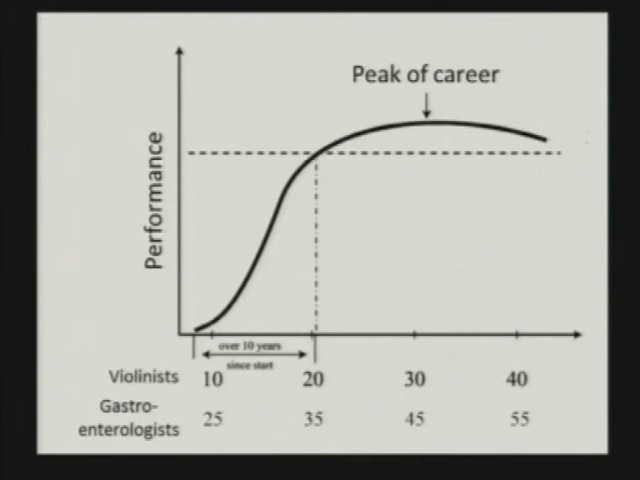 Peak of career
Performance
over 10 years
since start
Violinists 10 20 30 40
Gastro-
enterologists 25 35 45 55